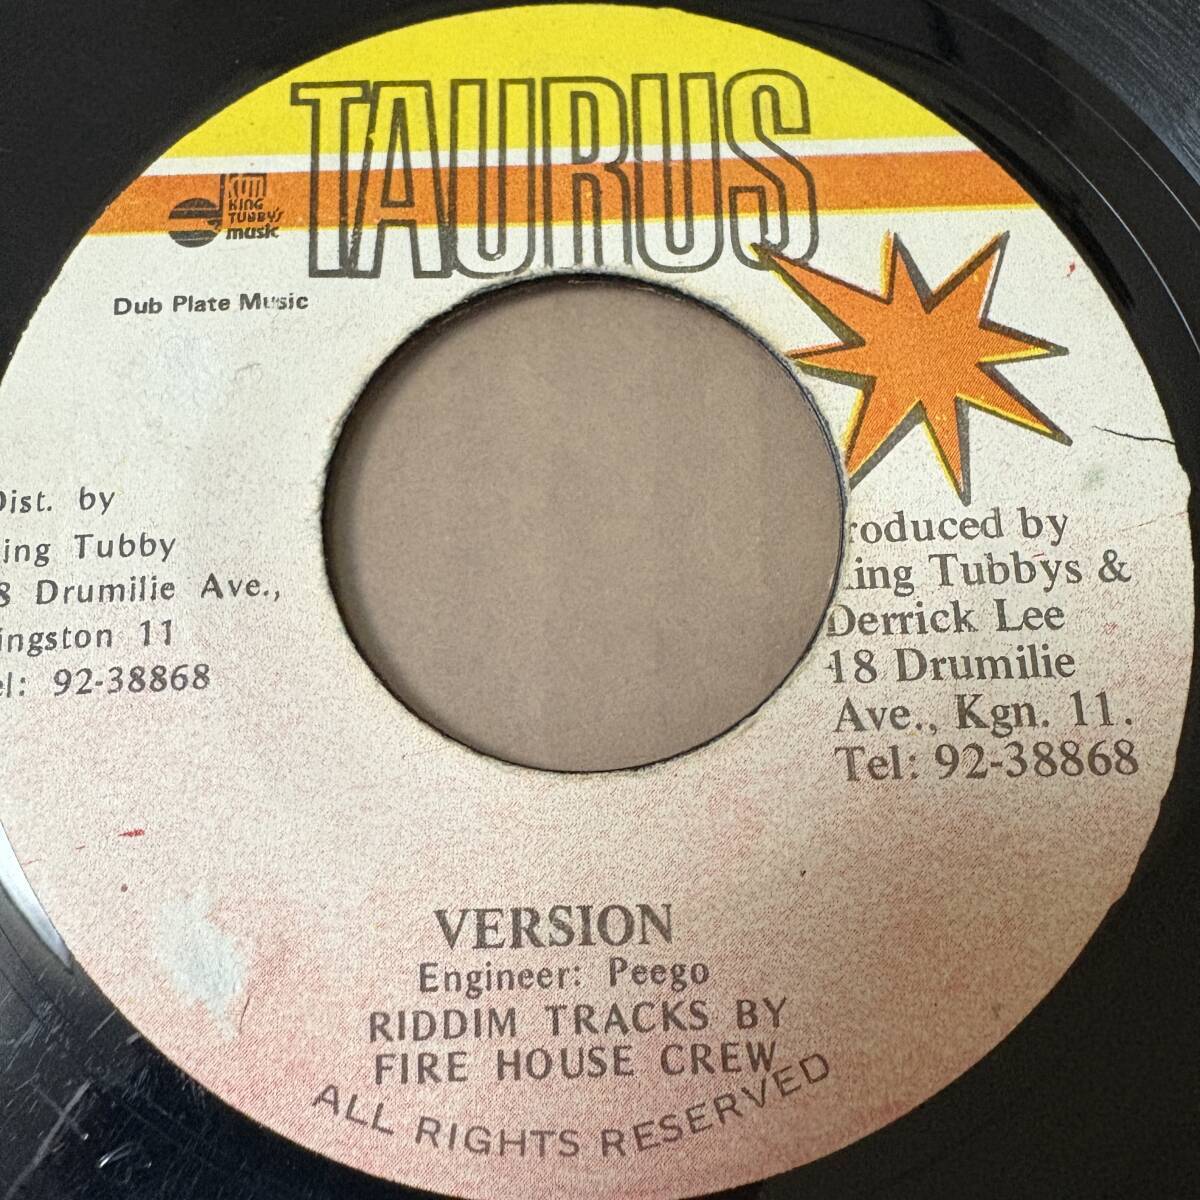 TAURUS
KING
TUBBY'S
music
Dub Plate Music
Dist. by
ing Tubby
8 Drumilie Ave.,
ingston 11
el: 92-38868
roduced by
ing Tubbys &
Derrick Lee
18 Drumilie
Ave., Kgn. 11.
Tel: 92-38868
VERSION
Engineer: Peego
RIDDIM TRACKS BY
FIRE HOUSE CREW
ALL RIGHTS RESERVED